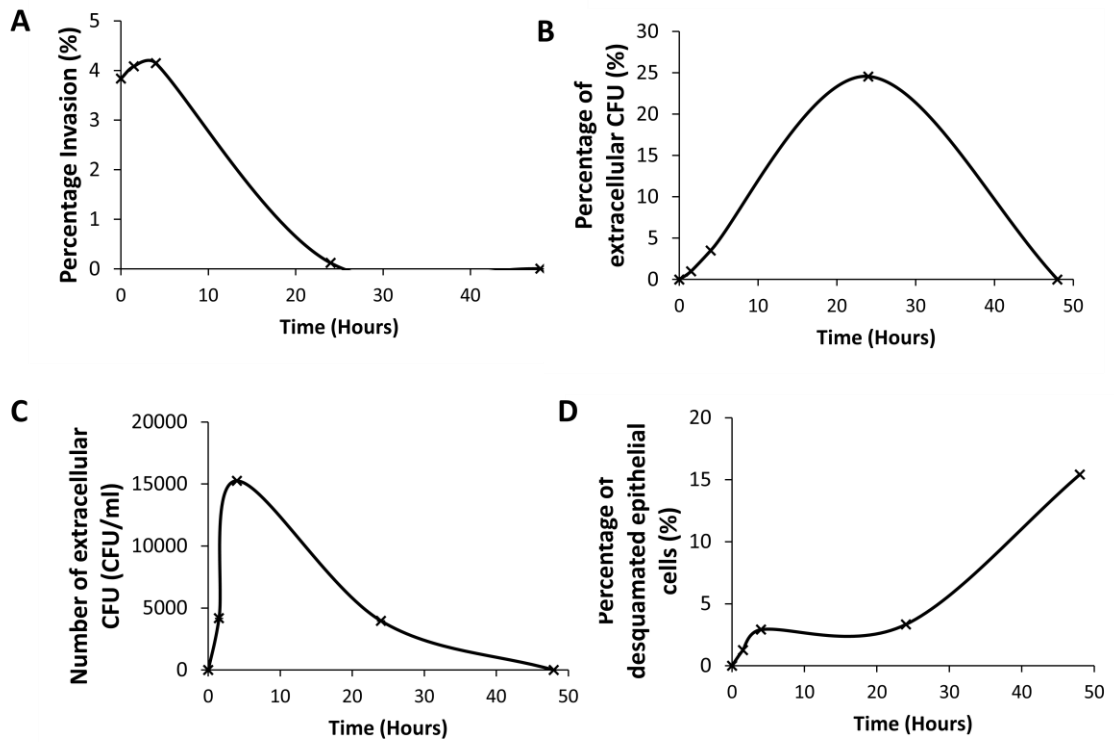 A
Percentage Invasion (%)
5
4
3
2
1
0
0 10 20 30 40
Time (Hours)
B
Percentage of
extracellular CFU (%)
30
25
20
15
10
5
0
0 10 20 30 40 50
Time (Hours)
C
Number of extracellular
CFU (CFU/ml)
20000
15000
10000
5000
0
0 10 20 30 40 50
Time (Hours)
D
Percentage of
desquamated epithelial
cells (%)
20
15
10
5
0
0 10 20 30 40 50
Time (Hours)